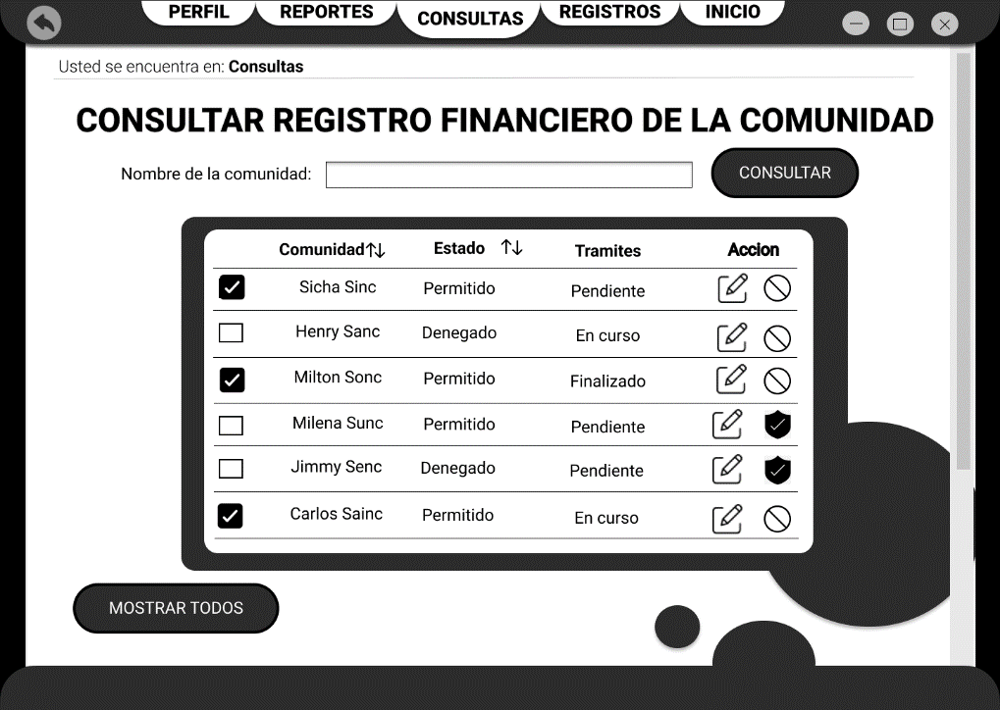 PERFIL REPORTES CONSULTAS REGISTROS INICIO
Usted se encuentra en: Consultas
CONSULTAR REGISTRO FINANCIERO DE LA COMUNIDAD
Nombre de la comunidad: CONSULTAR
Comunidad Estado Tramites Accion
Sicha Sinc Permitido Pendiente
Henry Sanc Denegado En curso
Milton Sonc Permitido Finalizado
Milena Sunc Permitido Pendiente
Jimmy Senc Denegado Pendiente
Carlos Sainc Permitido En curso
MOSTRAR TODOS